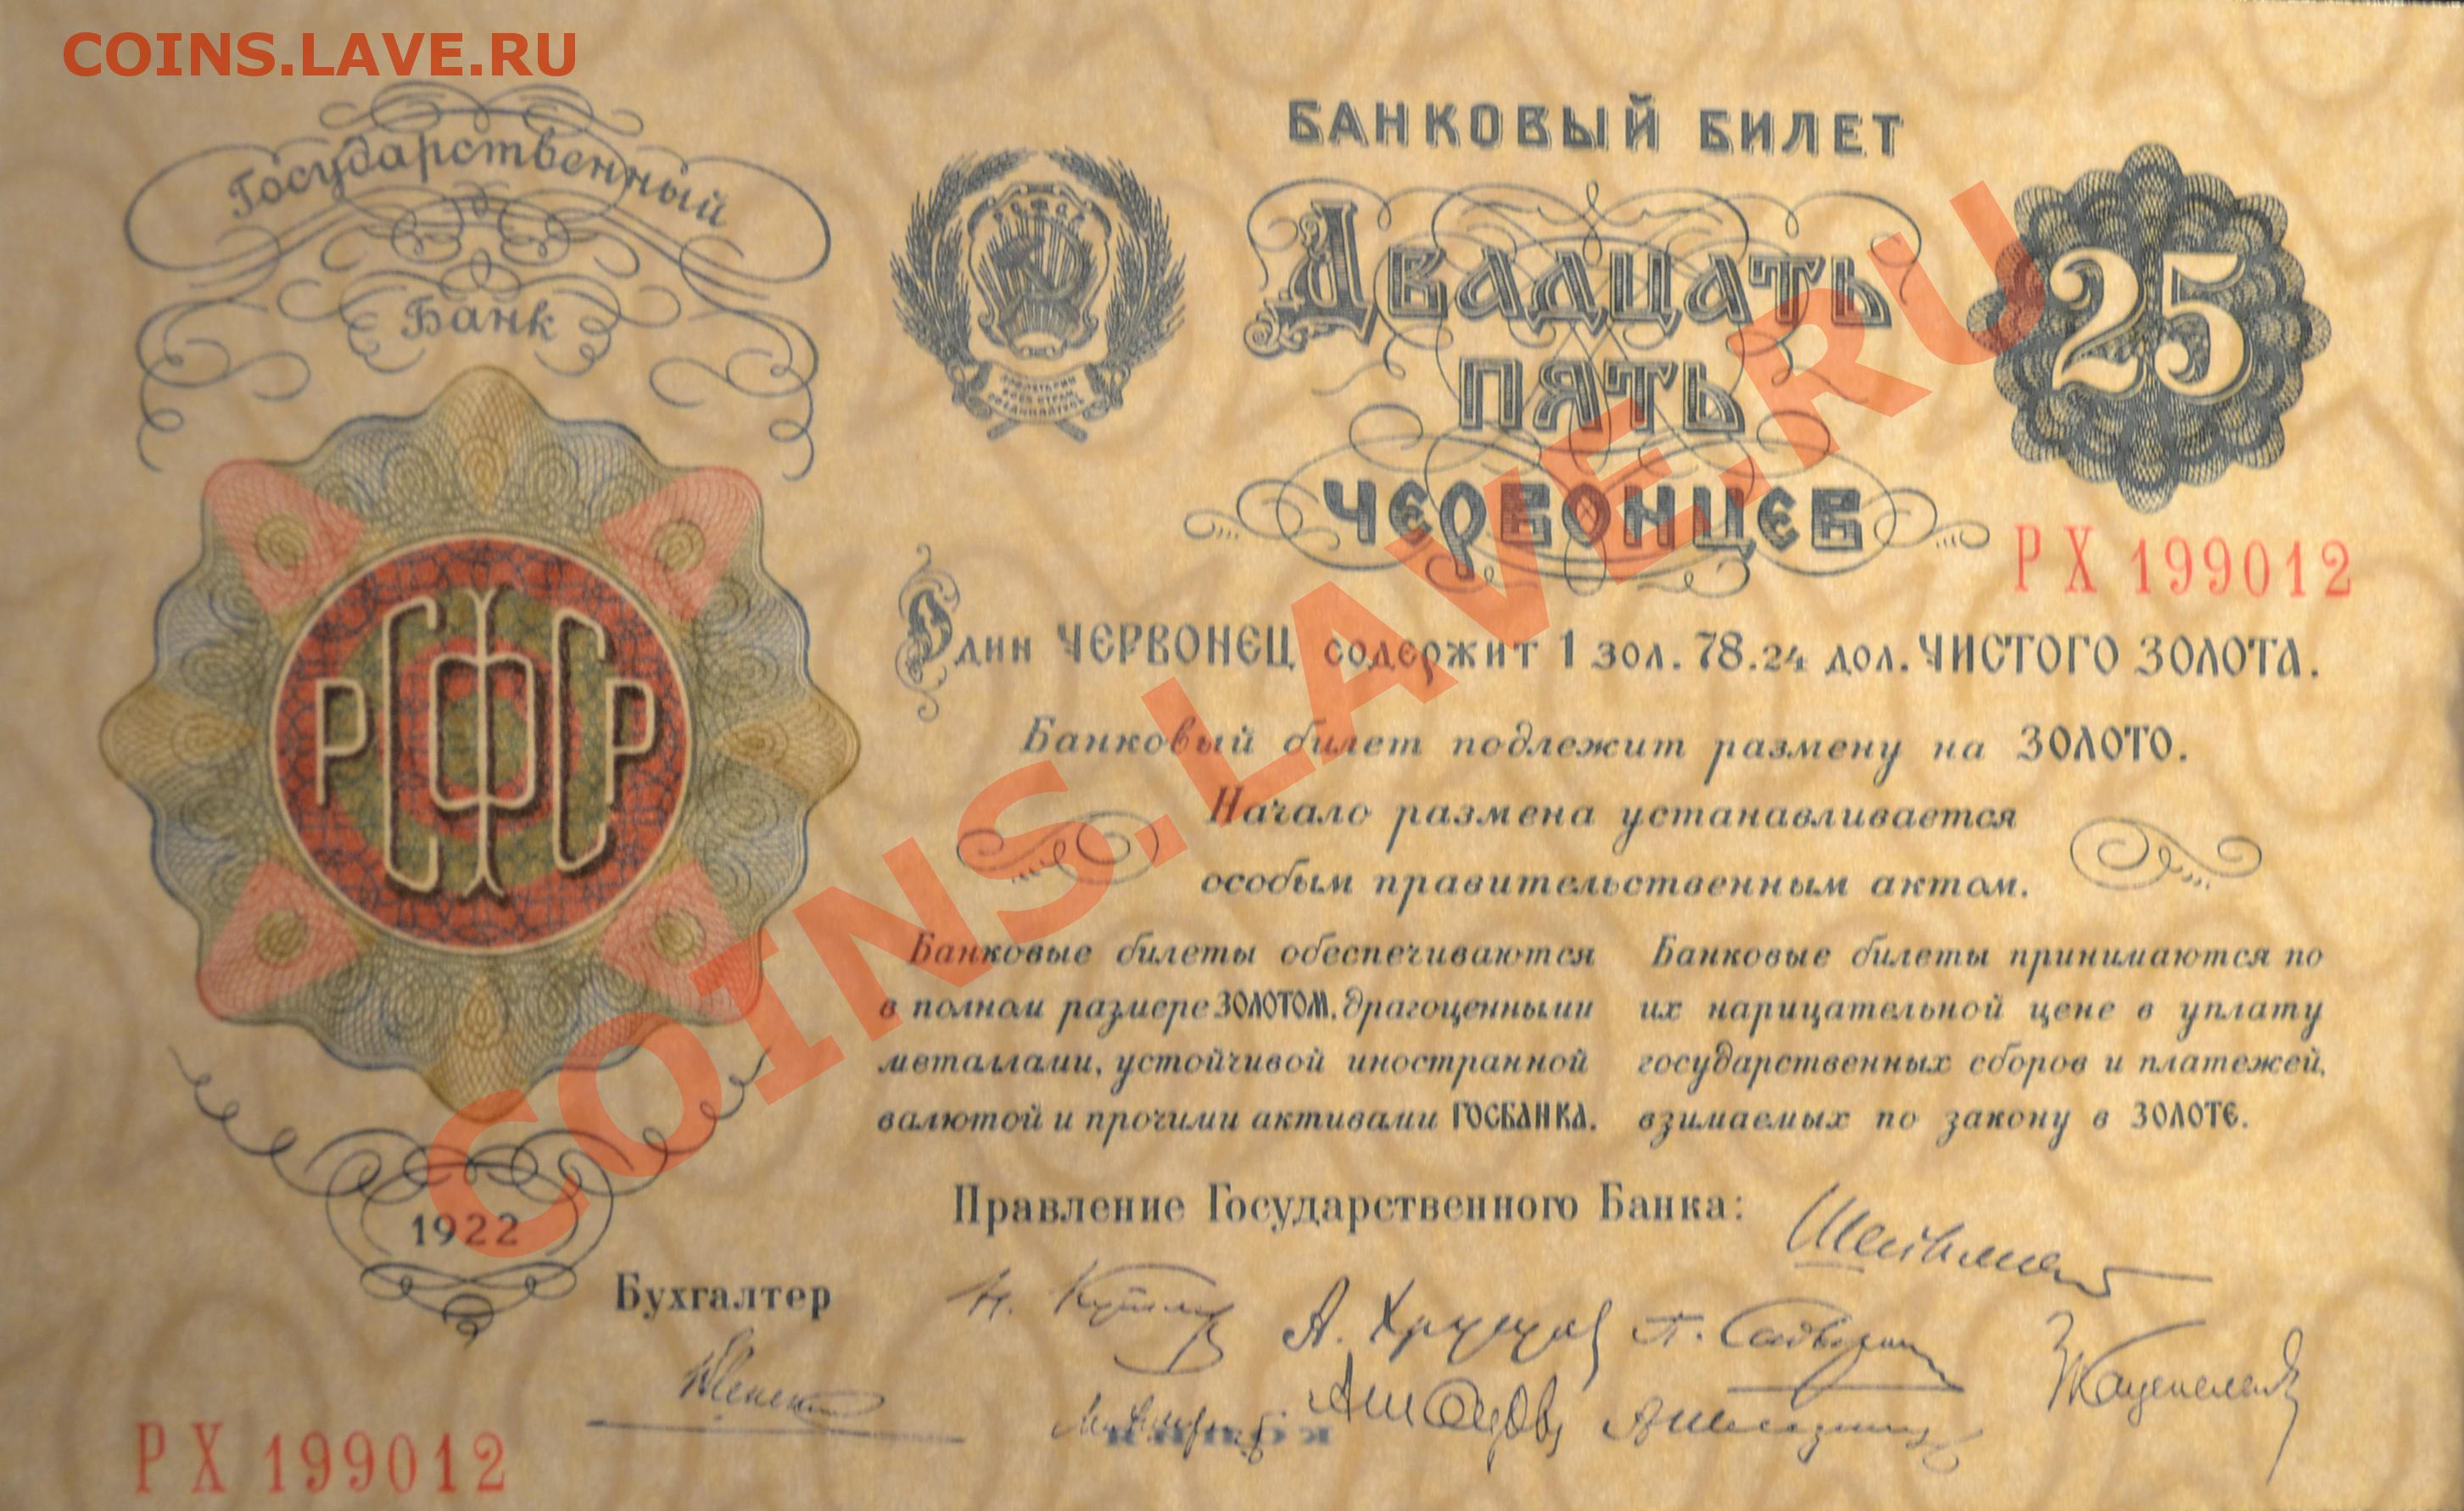 COINS.LAVE.RU
Государственный
Банк
РСФСР
1922
РСФСР
БАНКОВЫЙ БИЛЕТ
Двадцать
пять
червонцев
25
РХ 199012
Один ЧЕРВОНЕЦ содержит 1 зол. 78.24 дол. ЧИСТОГО ЗОЛОТА.
Банковый билет подлежит размену на ЗОЛОТО.
Начало размена устанавливается
особым правительственным актом.
Банковые билеты обеспечиваются
в полном размере ЗОЛОТОМ, драгоценными
металлами, устойчивой иностранной
валютой и прочими активами ГОСБАНКА.
Банковые билеты принимаются по
их нарицательной цене в уплату
государственных сборов и платежей,
взимаемых по закону в ЗОЛОТЕ.
Правление Государственного Банка:
Бухгалтер
РХ 199012
COINS.LAVE.RU